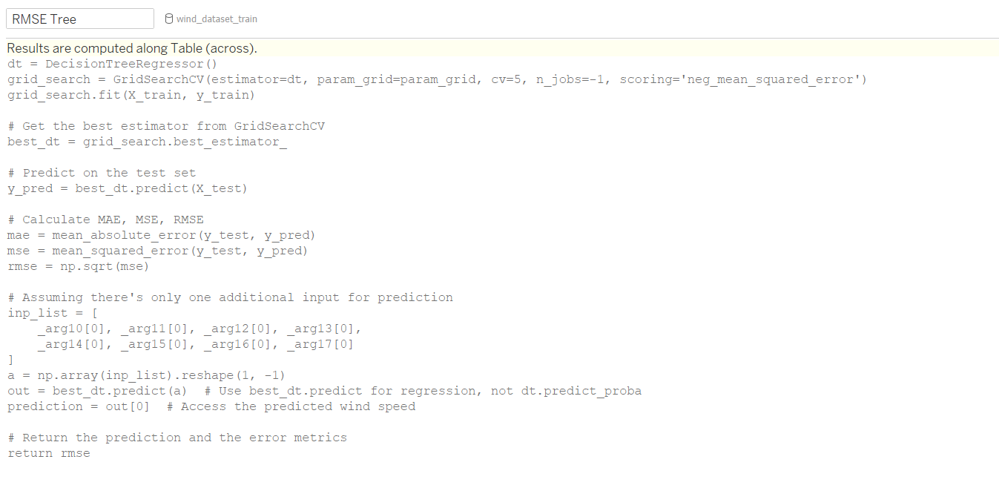 RMSE Tree
wind_dataset_train
Results are computed along Table (across).
dt = DecisionTreeRegressor()
grid_search = GridSearchCV(estimator=dt, param_grid=param_grid, cv=5, n_jobs=-1, scoring='neg_mean_squared_error')
grid_search.fit(X_train, y_train)

# Get the best estimator from GridSearchCV
best_dt = grid_search.best_estimator_

# Predict on the test set
y_pred = best_dt.predict(X_test)

# Calculate MAE, MSE, RMSE
mae = mean_absolute_error(y_test, y_pred)
mse = mean_squared_error(y_test, y_pred)
rmse = np.sqrt(mse)

# Assuming there's only one additional input for prediction
inp_list = [
    _arg10[0], _arg11[0], _arg12[0], _arg13[0],
    _arg14[0], _arg15[0], _arg16[0], _arg17[0]
]
a = np.array(inp_list).reshape(1, -1)
out = best_dt.predict(a)  # Use best_dt.predict for regression, not dt.predict_proba
prediction = out[0]  # Access the predicted wind speed

# Return the prediction and the error metrics
return rmse